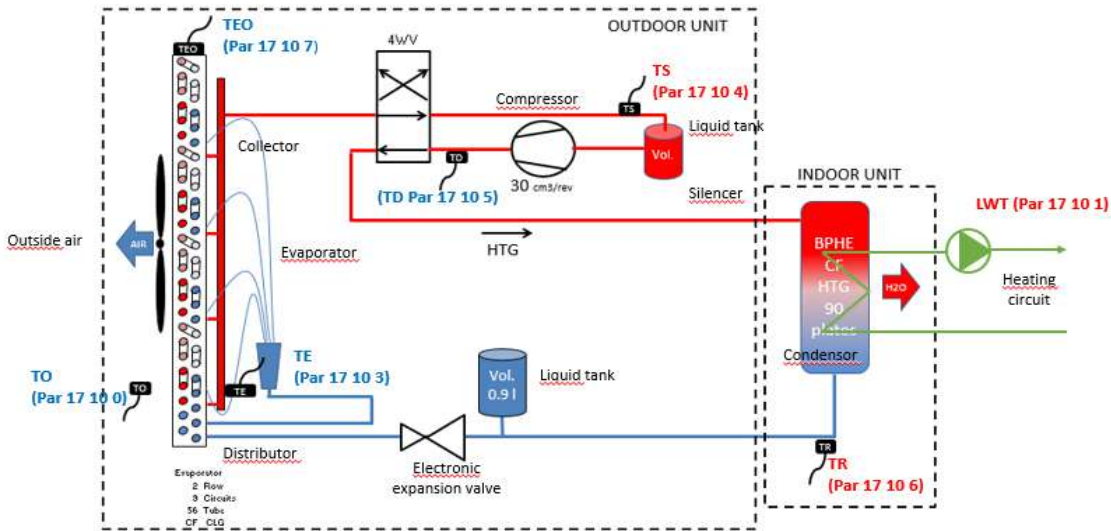 TEO
(Par 17 10 7)
OUTDOOR UNIT
TEO
4WV
TS
(Par 17 10 4)
Compressor
TS
Liquid tank
Collector
Vol.
TO
30 cm3/rev
(TD Par 17 10 5)
Silencer
INDOOR UNIT
LWT (Par 17 10 1)
Outside air
AIR
Evaporator
HTG
BPHE
CF
HTG
90
plates
H2O
Heating
circuit
Condensor
TE
(Par 17 10 3)
TE
Vol.
0.9 l
Liquid tank
TO
(Par 17 10 0)
TO
Distributor
Electronic
expansion valve
TR
TR
(Par 17 10 6)
Evaporator
2 Row
9 Circuits
56 Tube
CF CLG